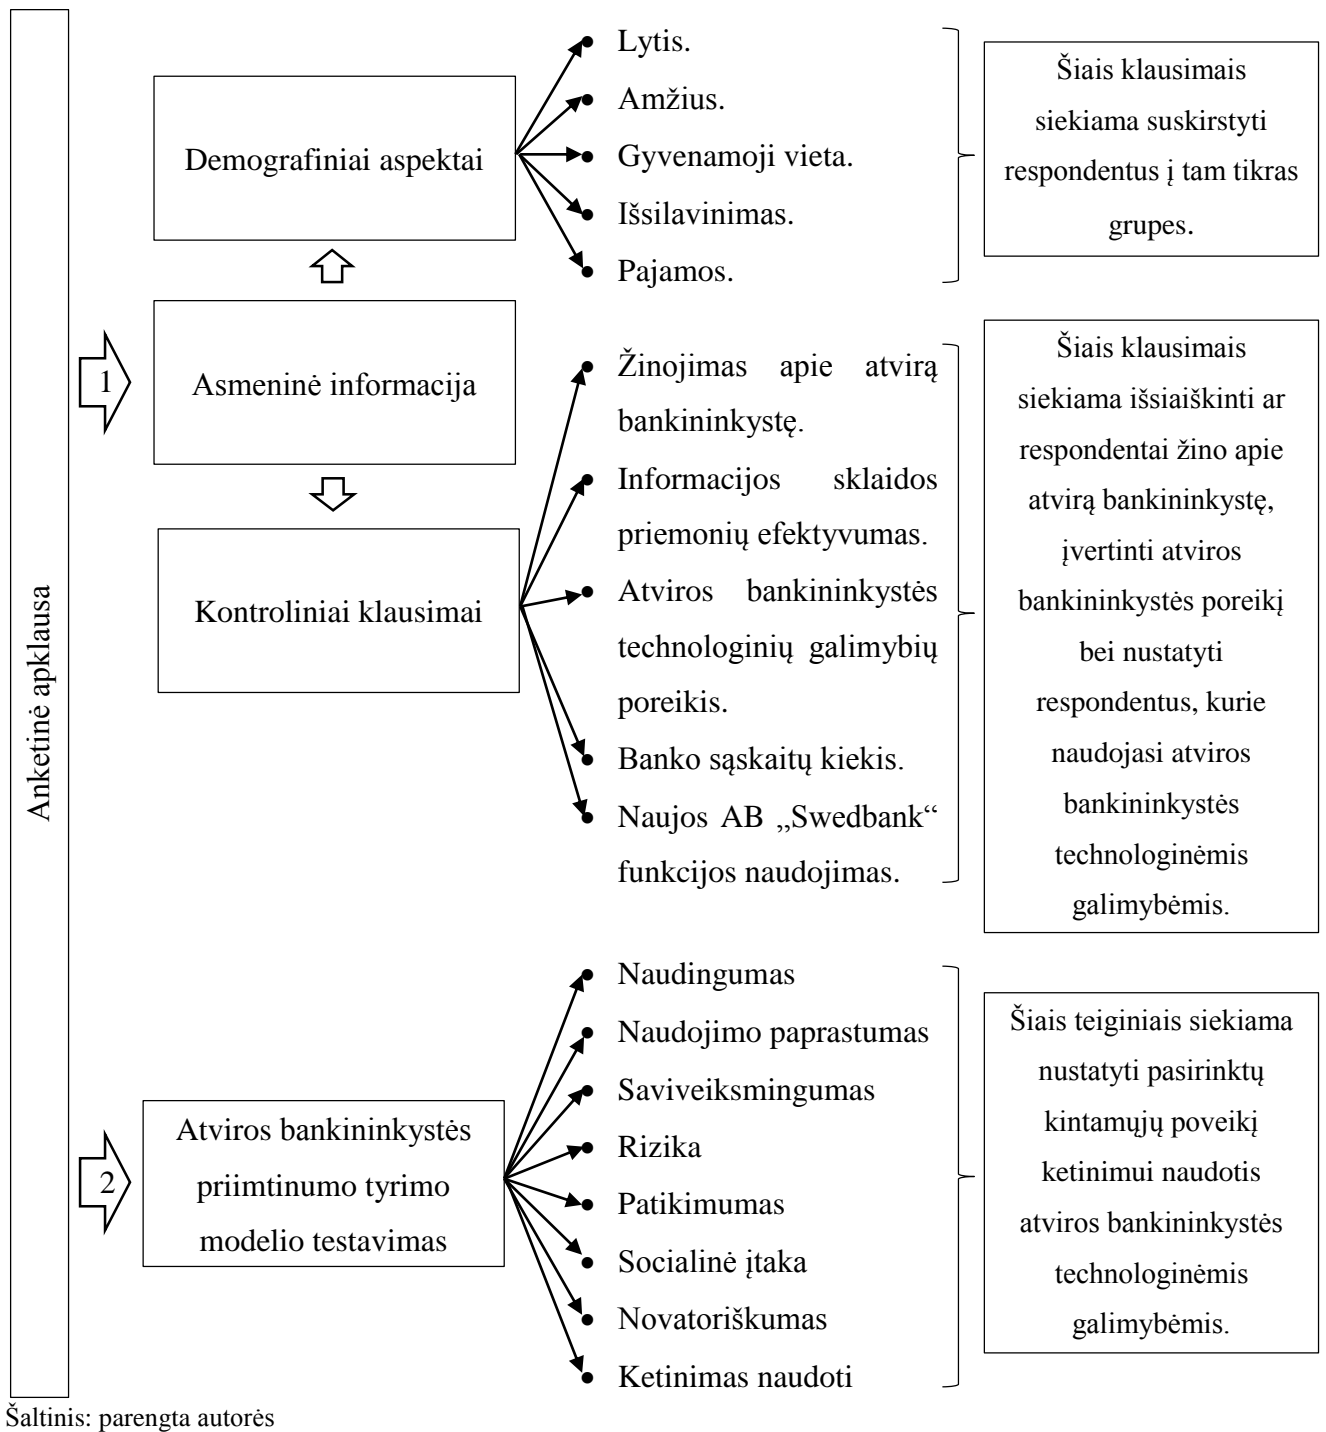 Anketinė apklausa
1
Demografiniai aspektai
Lytis.
Amžius.
Gyvenamoji vieta.
Išsilavinimas.
Pajamos.
Šiais klausimais
siekiama suskirstyti
respondentus į tam tikras
grupes.
Asmeninė informacija
Kontroliniai klausimai
Žinojimas apie atvirą
bankininkystę.
Informacijos sklaidos
priemonių efektyvumas.
Atviros bankininkystės
technologinių galimybių
poreikis.
Banko sąskaitų kiekis.
Naujos AB „Swedbank“
funkcijos naudojimas.
Šiais klausimais
siekiama išsiaiškinti ar
respondentai žino apie
atvirą bankininkystę,
įvertinti atviros
bankininkystės poreikį
bei nustatyti
respondentus, kurie
naudojasi atviros
bankininkystės
technologinėmis
galimybėmis.
2
Atviros bankininkystės
priimtinumo tyrimo
modelio testavimas
Naudingumas
Naudojimo paprastumas
Saviveiksmingumas
Rizika
Patikimumas
Socialinė įtaka
Novatoriškumas
Ketinimas naudoti
Šiais teiginiais siekiama
nustatyti pasirinktų
kintamųjų poveikį
ketinimui naudotis
atviros bankininkystės
technologinėmis
galimybėmis.
Šaltinis: parengta autorės